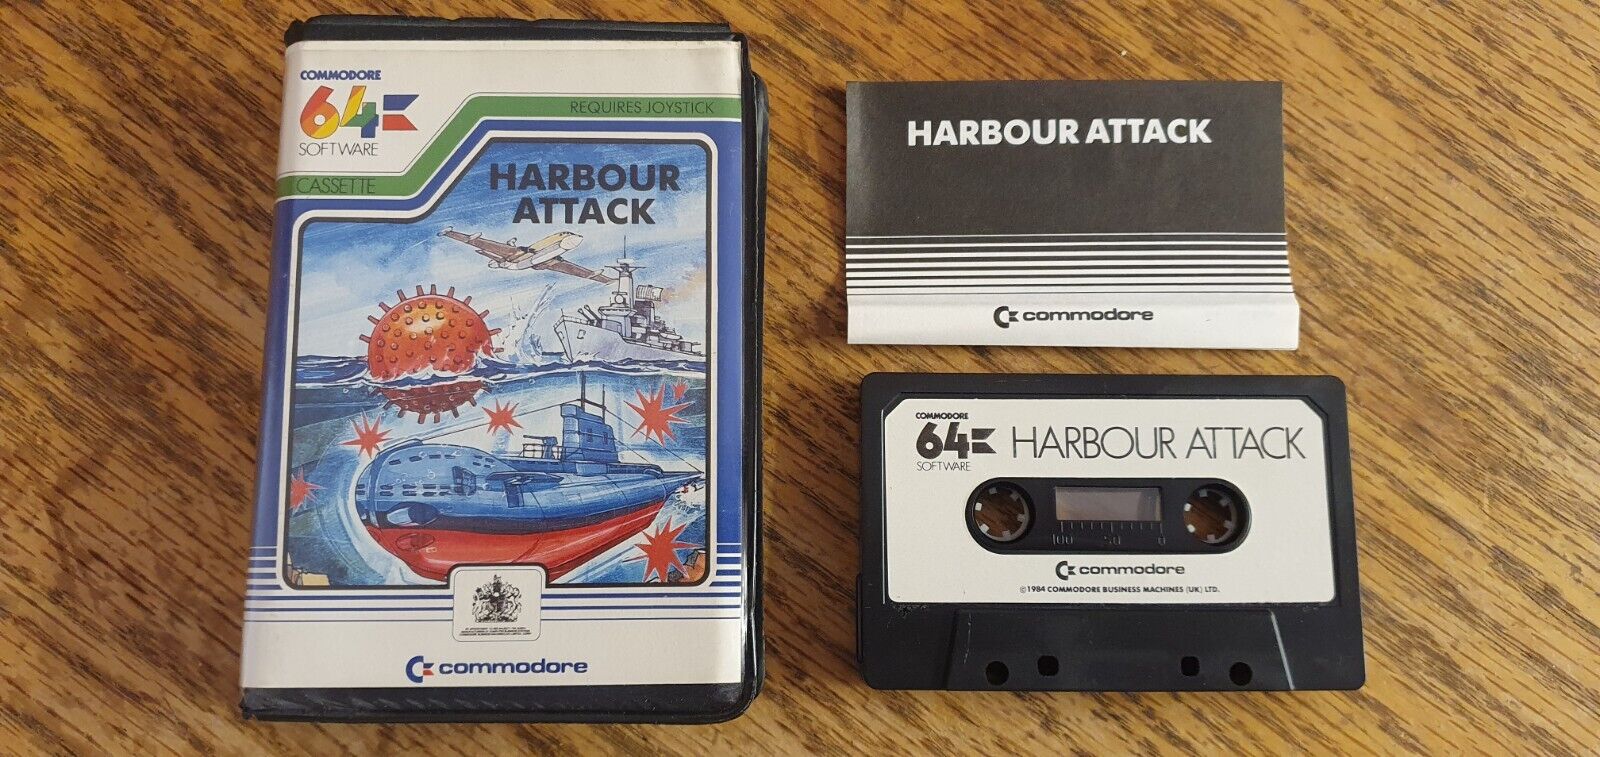 COMMODORE
64
SOFTWARE
CASSETTE
REQUIRES JOYSTICK
HARBOUR
ATTACK
commodore
HARBOUR ATTACK
commodore
COMMODORE
64
SOFTWARE
HARBOUR ATTACK
100 50 0
commodore
©1984 COMMODORE BUSINESS MACHINES (UK) LTD.